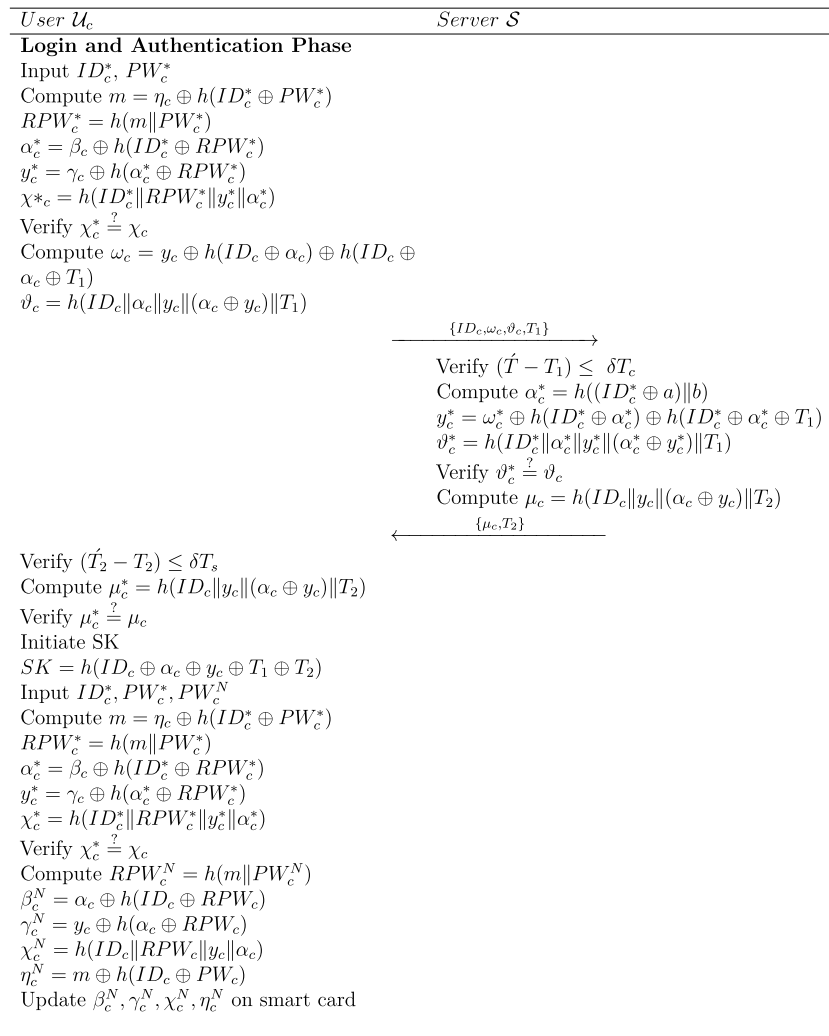 User 𝒰_c    Server 𝒮
Login and Authentication Phase
Input ID_c^*, PW_c^*
Compute m = η_c ⊕ h(ID_c^* ⊕ PW_c^*)
RPW_c^* = h(m‖PW_c^*)
α_c^* = β_c ⊕ h(ID_c^* ⊕ RPW_c^*)
y_c^* = γ_c ⊕ h(α_c^* ⊕ RPW_c^*)
χ*_c = h(ID_c^*‖RPW_c^*‖y_c^*‖α_c^*)
Verify χ_c^* ≟ χ_c
Compute ω_c = y_c ⊕ h(ID_c ⊕ α_c) ⊕ h(ID_c ⊕
α_c ⊕ T_1)
ϑ_c = h(ID_c‖α_c‖y_c‖(α_c ⊕ y_c)‖T_1)
{ID_c,ω_c,ϑ_c,T_1}
Verify (T́ − T_1) ≤ δT_c
Compute α_c^* = h((ID_c^* ⊕ a)‖b)
y_c^* = ω_c^* ⊕ h(ID_c^* ⊕ α_c^*) ⊕ h(ID_c^* ⊕ α_c^* ⊕ T_1)
ϑ_c^* = h(ID_c^*‖α_c^*‖y_c^*‖(α_c^* ⊕ y_c^*)‖T_1)
Verify ϑ_c^* ≟ ϑ_c
Compute μ_c = h(ID_c‖y_c‖(α_c ⊕ y_c)‖T_2)
{μ_c,T_2}
Verify (T́_2 − T_2) ≤ δT_s
Compute μ_c^* = h(ID_c‖y_c‖(α_c ⊕ y_c)‖T_2)
Verify μ_c^* ≟ μ_c
Initiate SK
SK = h(ID_c ⊕ α_c ⊕ y_c ⊕ T_1 ⊕ T_2)
Input ID_c^*, PW_c^*, PW_c^N
Compute m = η_c ⊕ h(ID_c^* ⊕ PW_c^*)
RPW_c^* = h(m‖PW_c^*)
α_c^* = β_c ⊕ h(ID_c^* ⊕ RPW_c^*)
y_c^* = γ_c ⊕ h(α_c^* ⊕ RPW_c^*)
χ_c^* = h(ID_c^*‖RPW_c^*‖y_c^*‖α_c^*)
Verify χ_c^* ≟ χ_c
Compute RPW_c^N = h(m‖PW_c^N)
β_c^N = α_c ⊕ h(ID_c ⊕ RPW_c)
γ_c^N = y_c ⊕ h(α_c ⊕ RPW_c)
χ_c^N = h(ID_c‖RPW_c‖y_c‖α_c)
η_c^N = m ⊕ h(ID_c ⊕ PW_c)
Update β_c^N, γ_c^N, χ_c^N, η_c^N on smart card